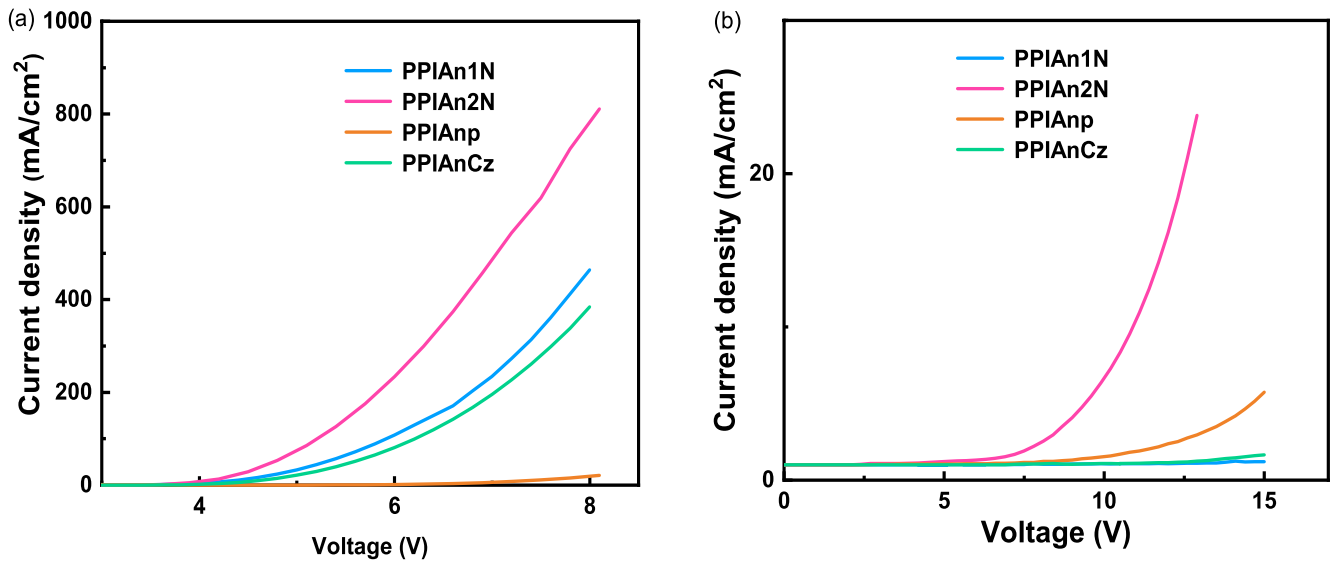 (a)
1000
800
600
400
200
0
4
6
8
Current density (mA/cm²)
Voltage (V)
PPIAn1N
PPIAn2N
PPIAnp
PPIAnCz
(b)
20
0
0
5
10
15
Current density (mA/cm²)
Voltage (V)
PPIAn1N
PPIAn2N
PPIAnp
PPIAnCz